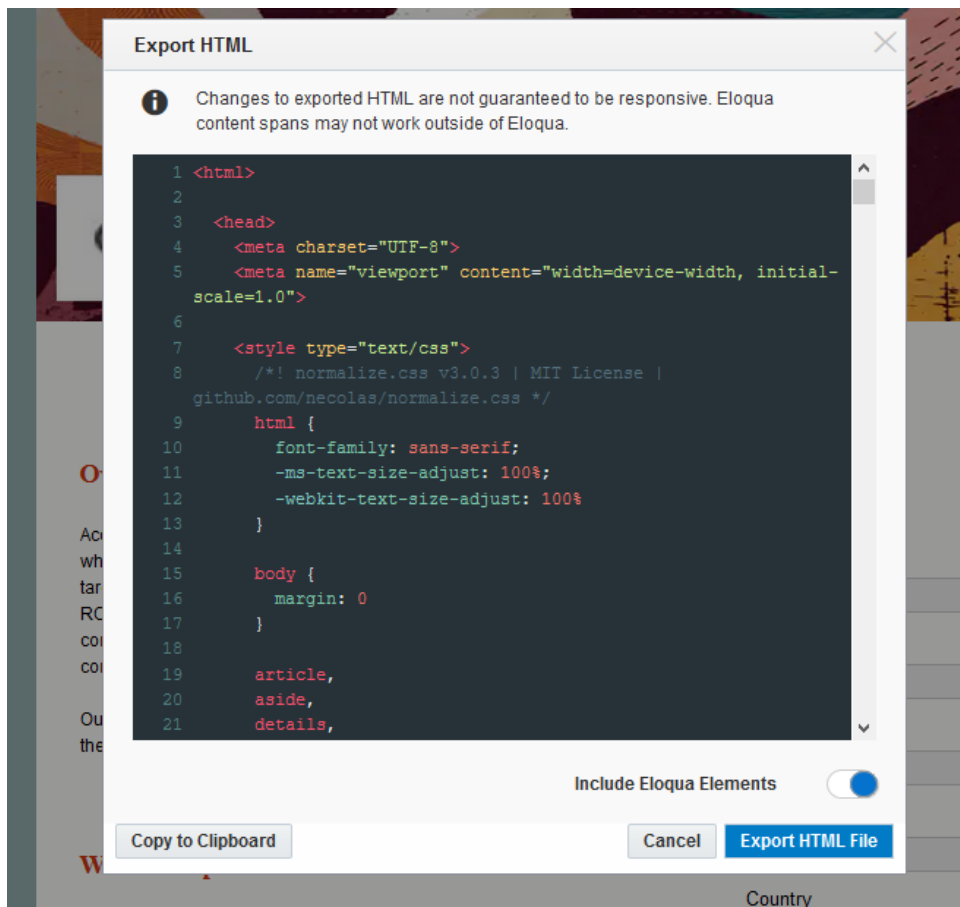 Export HTML
Changes to exported HTML are not guaranteed to be responsive. Eloqua
content spans may not work outside of Eloqua.
1 <html>
2
3 <head>
4 <meta charset="UTF-8">
5 <meta name="viewport" content="width=device-width, initial-
scale=1.0">
6
7 <style type="text/css">
8 /*! normalize.css v3.0.3 | MIT License |
github.com/necolas/normalize.css */
9 html {
10 font-family: sans-serif;
11 -ms-text-size-adjust: 100%;
12 -webkit-text-size-adjust: 100%
13 }
14
15 body {
16 margin: 0
17 }
18
19 article,
20 aside,
21 details,
Include Eloqua Elements
Copy to Clipboard
Cancel
Export HTML File
Country